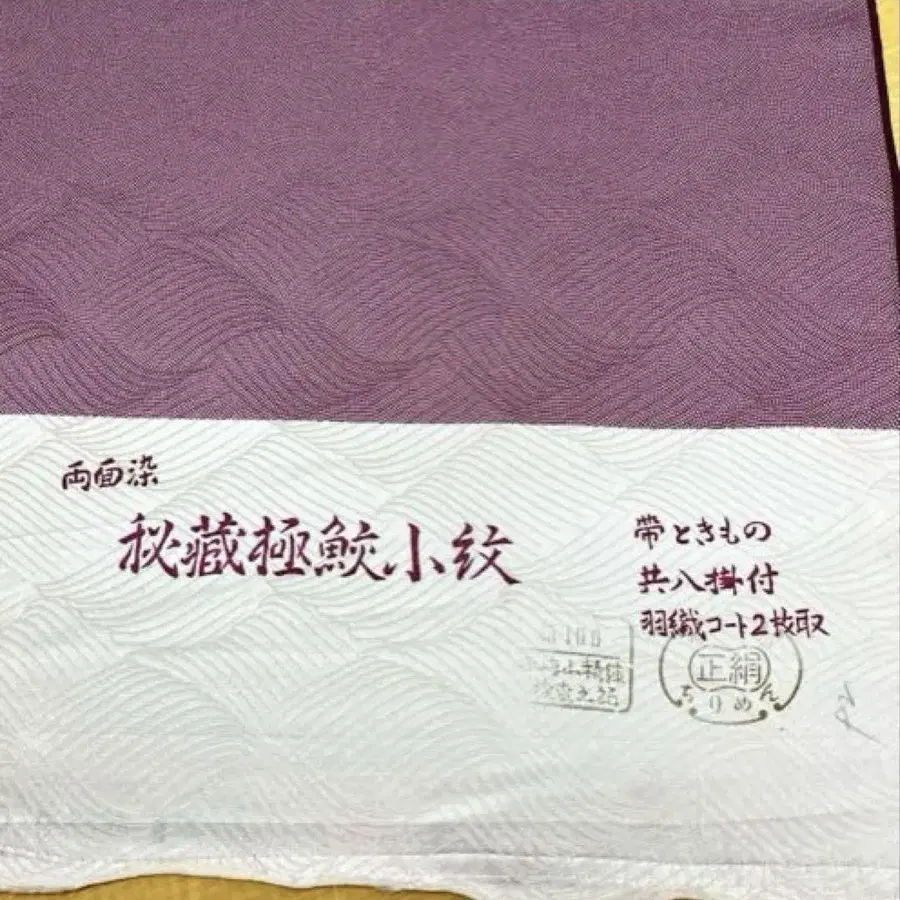 両面染
秘蔵極鮫小紋
帯ときもの
共八掛付
羽織コート2枚取
正絹
ちりめん